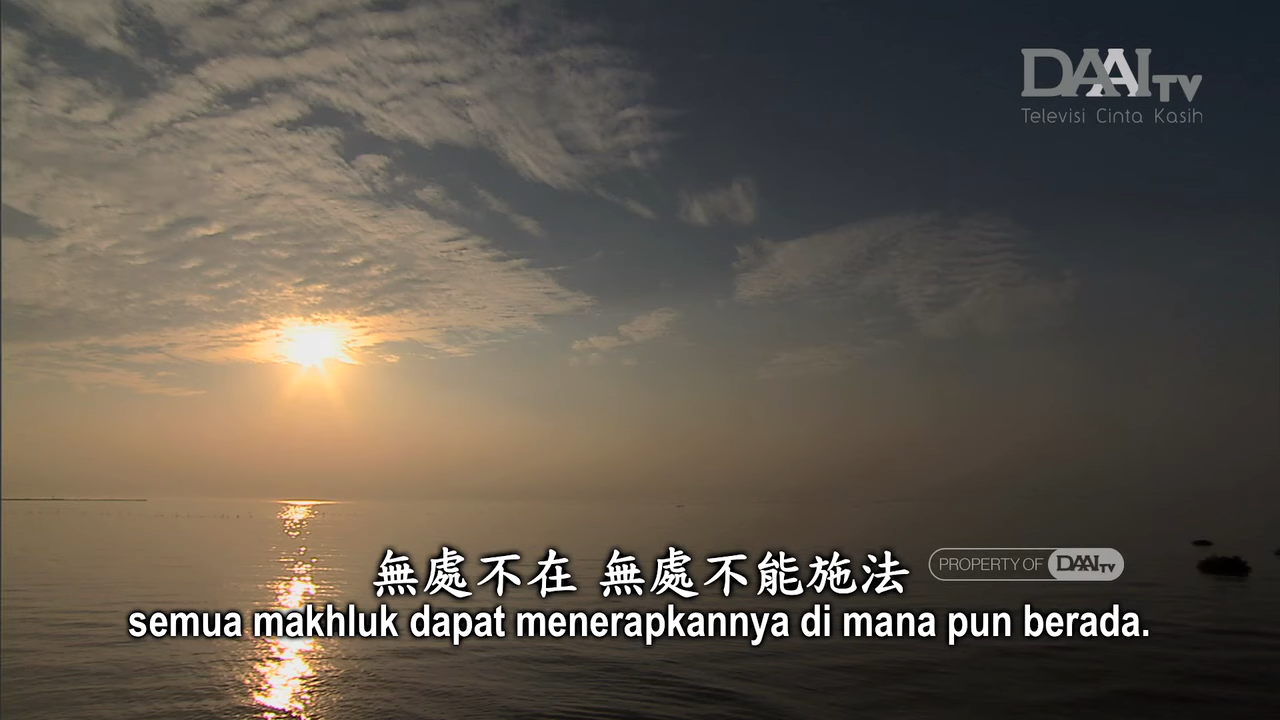 DAAI TV
Televisi Cinta Kasih
無處不在 無處不能施法
PROPERTY OF DAAI TV
semua makhluk dapat menerapkannya di mana pun berada.